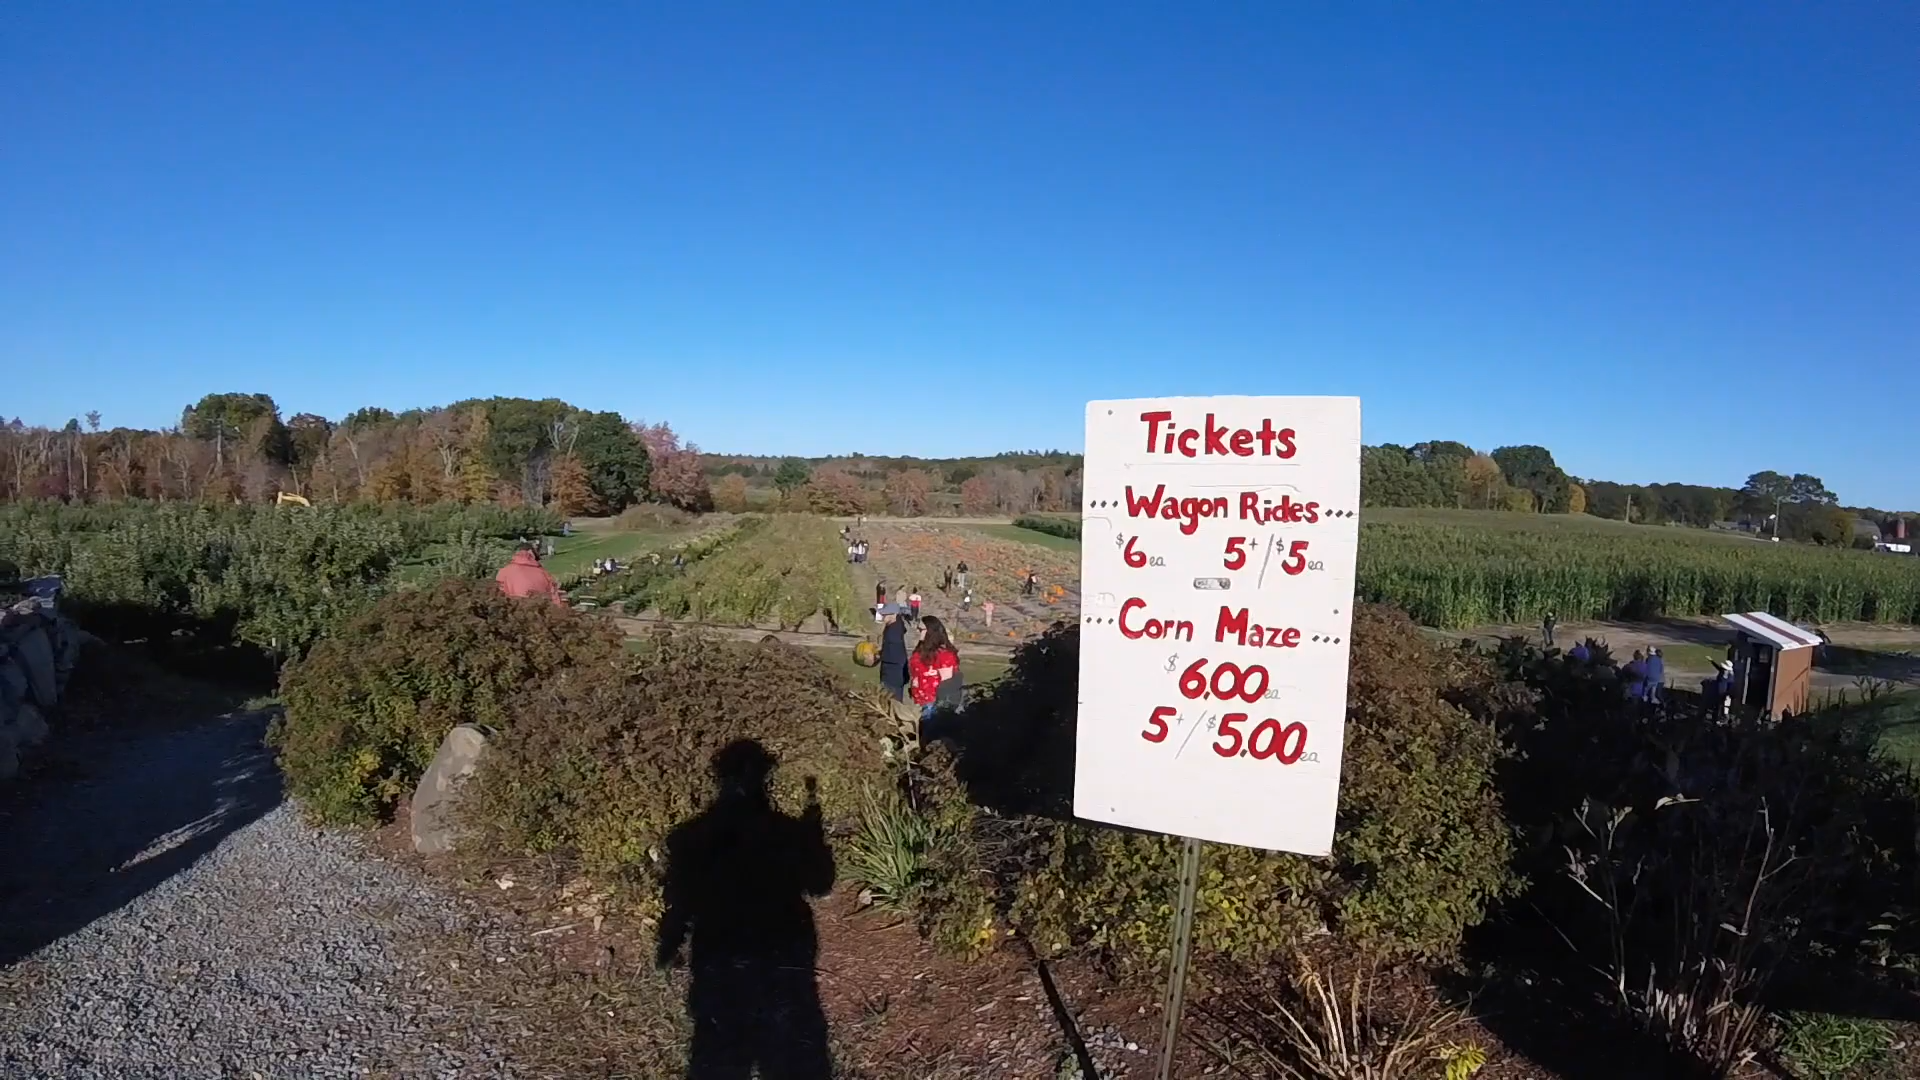 Tickets
...Wagon Rides...
$6ea 5+/$5ea
...Corn Maze...
$6.00ea
5+/$5.00ea